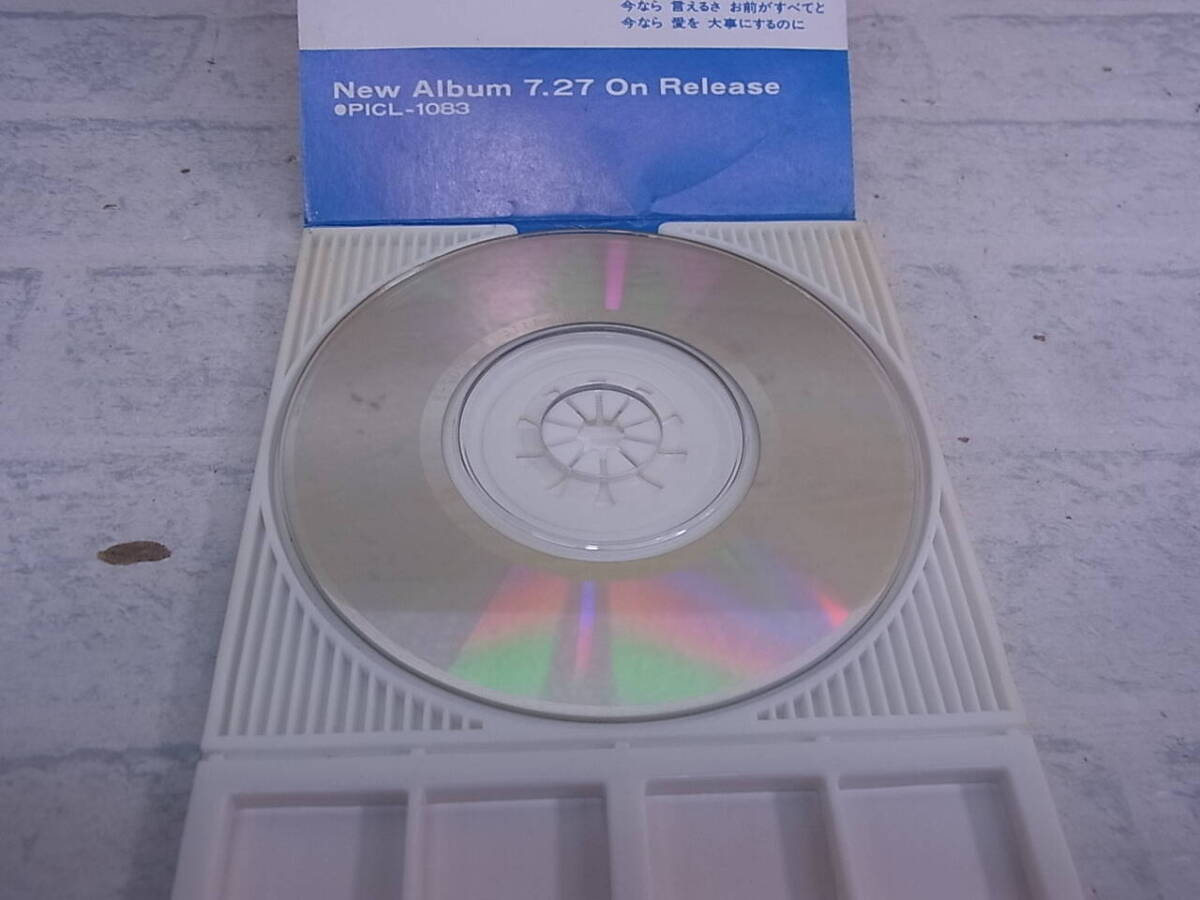 今なら 言えるさ お前がすべてと
今なら 愛を 大事にするのに
New Album 7.27 On Release
●PICL-1083